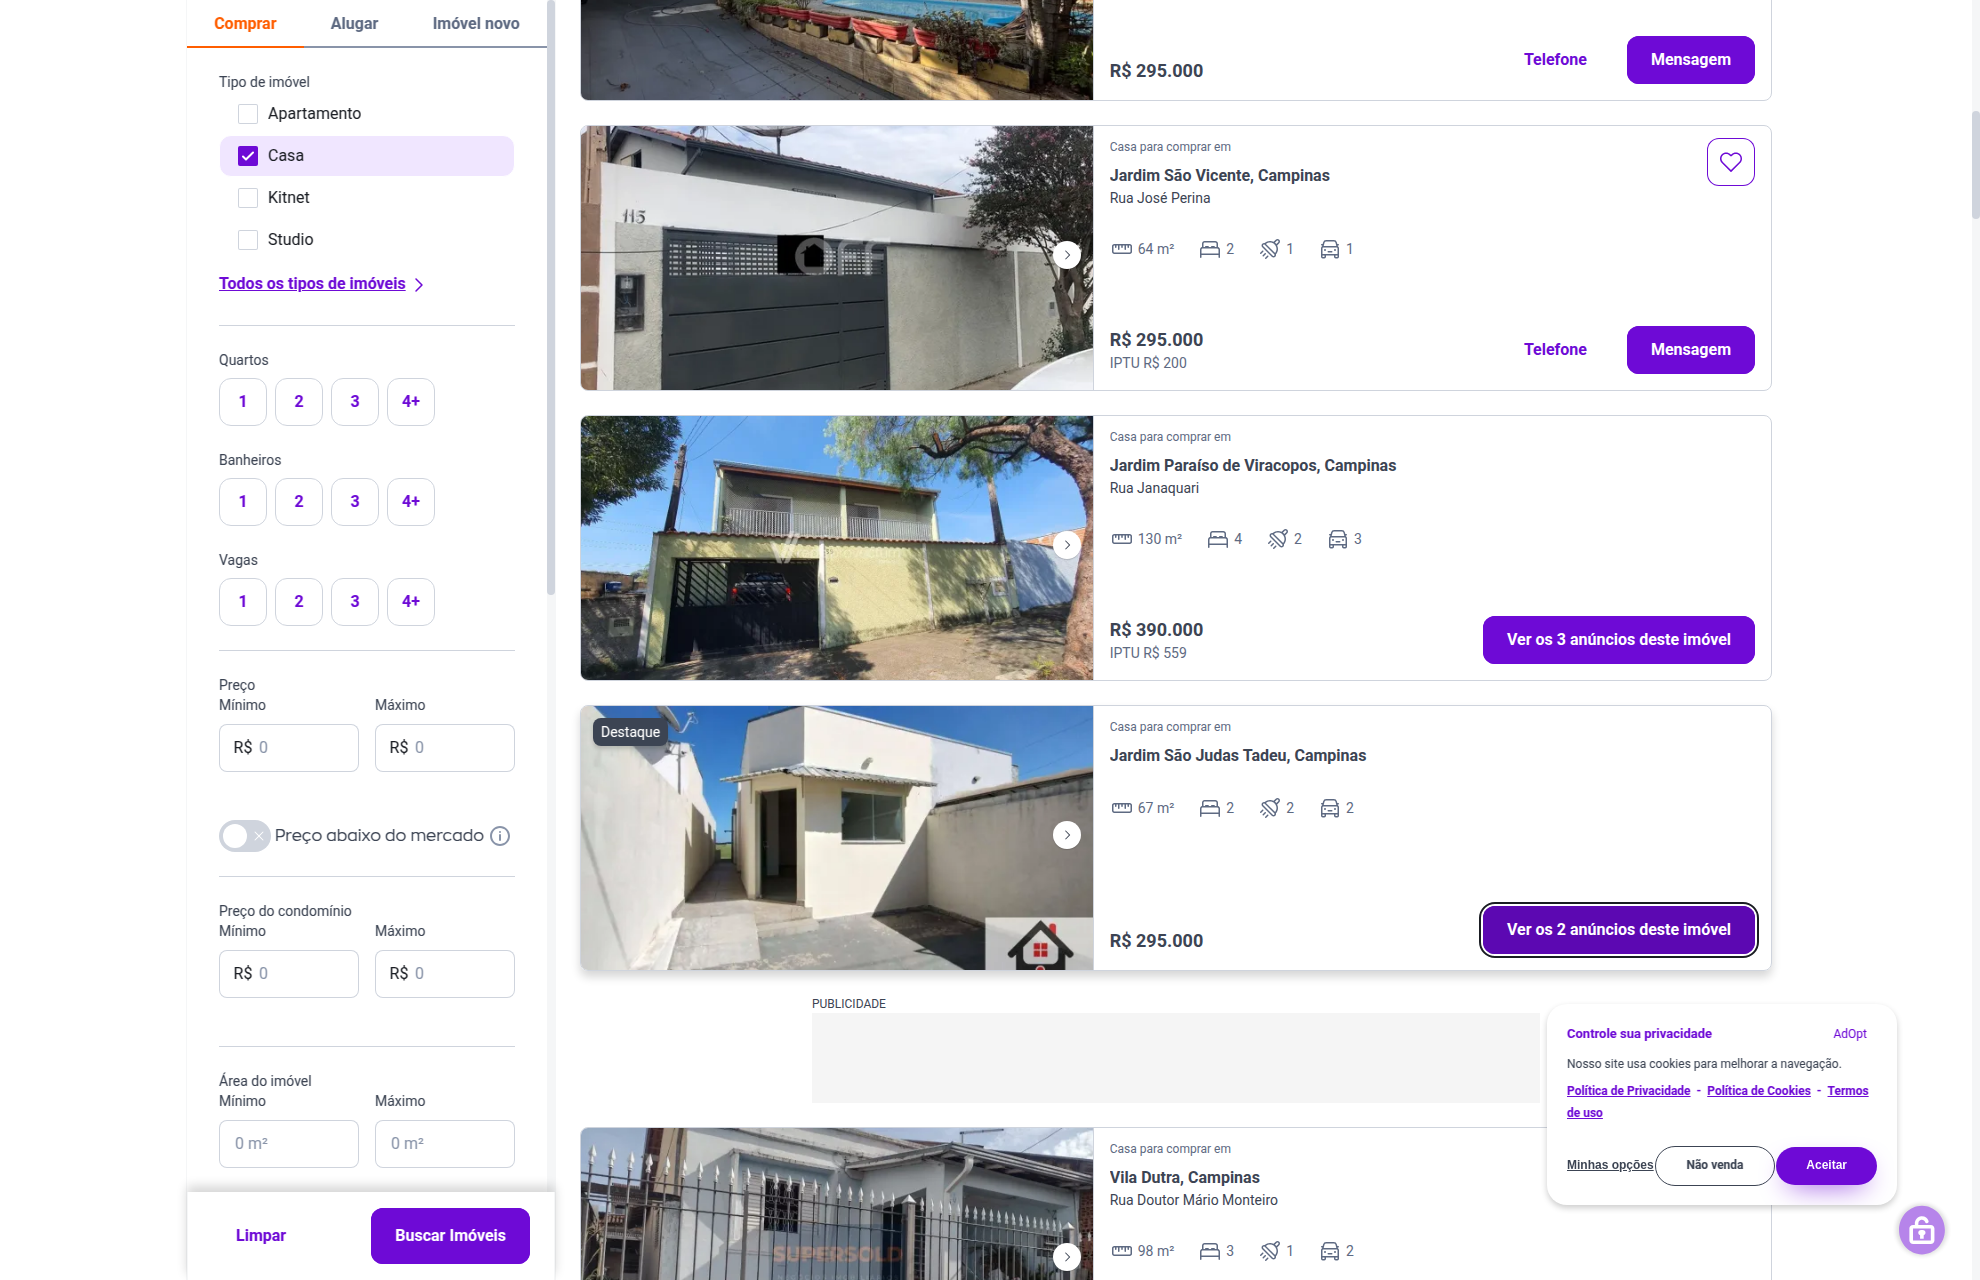 Comprar
Alugar
Imóvel novo
Tipo de imóvel
Apartamento
Casa
Kitnet
Studio
Todos os tipos de imóveis
Quartos
1 2 3 4+
Banheiros
1 2 3 4+
Vagas
1 2 3 4+
Preço
Mínimo Máximo
R$ 0 R$ 0
Preço abaixo do mercado
Preço do condomínio
Mínimo Máximo
R$ 0 R$ 0
Área do imóvel
Mínimo Máximo
0 m² 0 m²
Limpar
Buscar Imóveis
R$ 295.000
Telefone
Mensagem
115
OFF
Casa para comprar em
Jardim São Vicente, Campinas
Rua José Perina
64 m² 2 1 1
R$ 295.000
IPTU R$ 200
Telefone
Mensagem
Casa para comprar em
Jardim Paraíso de Viracopos, Campinas
Rua Janaquari
130 m² 4 2 3
R$ 390.000
IPTU R$ 559
Ver os 3 anúncios deste imóvel
Destaque
Casa para comprar em
Jardim São Judas Tadeu, Campinas
67 m² 2 2 2
R$ 295.000
Ver os 2 anúncios deste imóvel
PUBLICIDADE
SUPERSOLD
Casa para comprar em
Vila Dutra, Campinas
Rua Doutor Mário Monteiro
98 m² 3 1 2
Controle sua privacidade
AdOpt
Nosso site usa cookies para melhorar a navegação.
Política de Privacidade - Política de Cookies - Termos
de uso
Minhas opções
Não venda
Aceitar